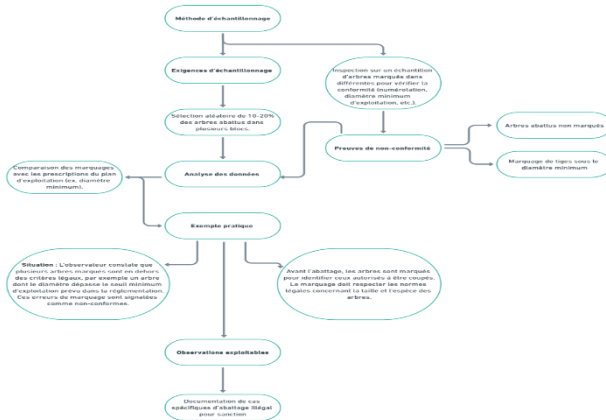 Méthode d'échantillonnage
Exigences d'échantillonnage
Inspection sur un échantillon
d'arbres marqués dans
différentes pour vérifier la
conformité (numérotation,
diamètre minimum
d'exploitation, etc.).
Sélection aléatoire de 10-20%
des arbres abattus dans
plusieurs blocs.
Arbres abattus non marqués
Preuves de non-conformité
Marquage de tiges sous le
diamètre minimum
Comparaison des marquages
avec les prescriptions du plan
d'exploitation (ex. diamètre
minimum).
Analyse des données
Exemple pratique
Situation : L'observateur constate que
plusieurs arbres marqués sont en dehors
des critères légaux, par exemple un arbre
dont le diamètre dépasse le seuil minimum
d'exploitation prévu dans la réglementation.
Ces erreurs de marquage sont signalées
comme non-conformes.
Avant l'abattage, les arbres sont marqués
pour identifier ceux autorisés à être coupés.
Le marquage doit respecter les normes
légales concernant la taille et l'espèce des
arbres.
Observations exploitables
Documentation de cas
spécifiques d'abattage illégal
pour sanction